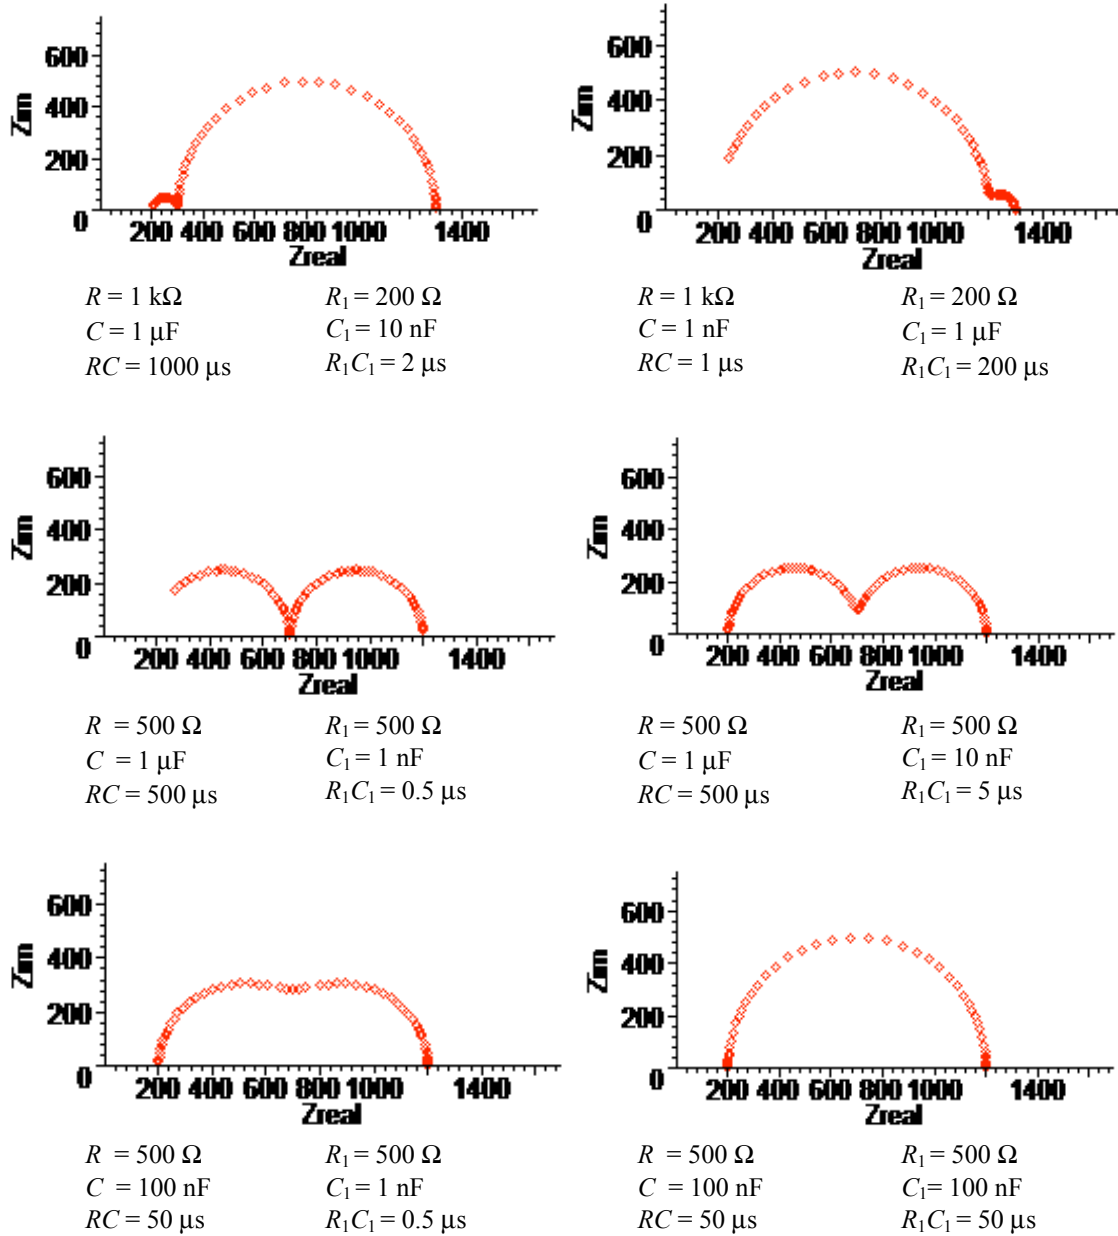 Zim
600
400
200
0
200 400 600 800 1000 1400
Zreal
R = 1 kΩ
C = 1 μF
RC = 1000 μs
R1 = 200 Ω
C1 = 10 nF
R1C1 = 2 μs
Zim
600
400
200
0
200 400 600 800 1000 1400
Zreal
R = 1 kΩ
C = 1 nF
RC = 1 μs
R1 = 200 Ω
C1 = 1 μF
R1C1 = 200 μs
Zim
600
400
200
0
200 400 600 800 1000 1400
Zreal
R = 500 Ω
C = 1 μF
RC = 500 μs
R1 = 500 Ω
C1 = 1 nF
R1C1 = 0.5 μs
Zim
600
400
200
0
200 400 600 800 1000 1400
Zreal
R = 500 Ω
C = 1 μF
RC = 500 μs
R1 = 500 Ω
C1 = 10 nF
R1C1 = 5 μs
Zim
600
400
200
0
200 400 600 800 1000 1400
Zreal
R = 500 Ω
C = 100 nF
RC = 50 μs
R1 = 500 Ω
C1 = 1 nF
R1C1 = 0.5 μs
Zim
600
400
200
0
200 400 600 800 1000 1400
Zreal
R = 500 Ω
C = 100 nF
RC = 50 μs
R1 = 500 Ω
C1= 100 nF
R1C1 = 50 μs